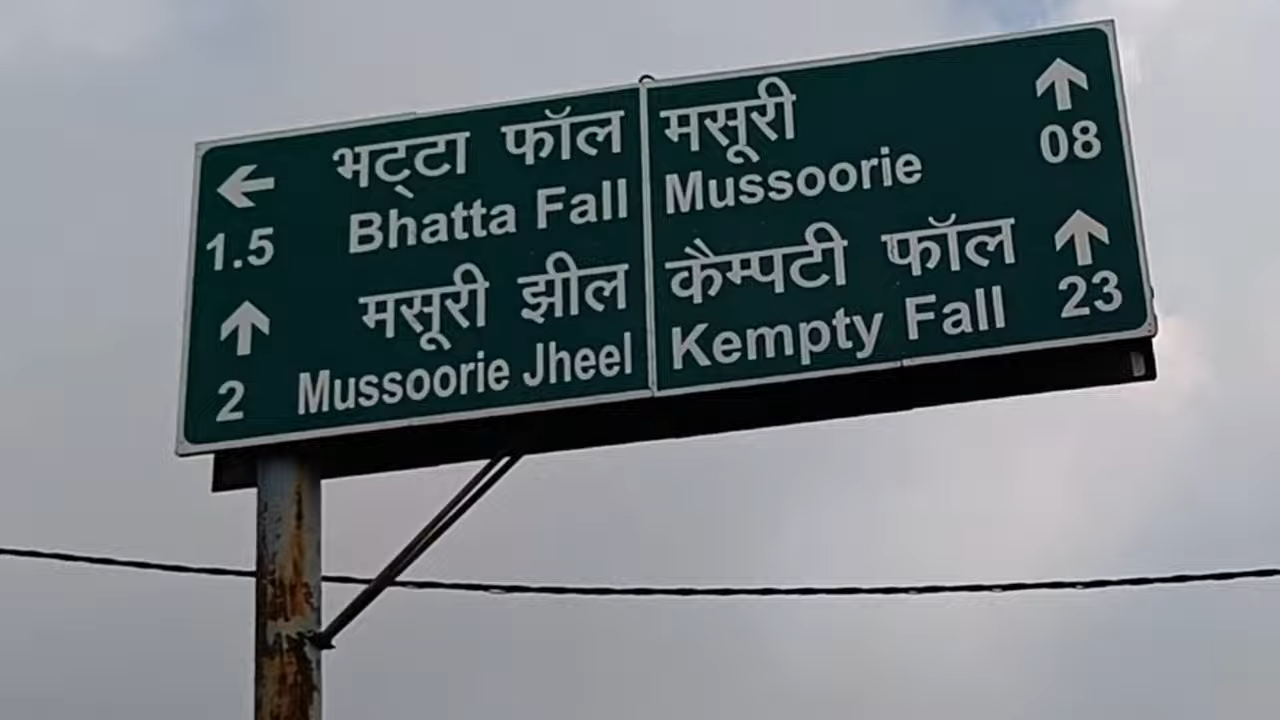 भट्टा फॉल
Bhatta Fall
1.5
मसूरी झील
Mussoorie Jheel
2
मसूरी
Mussoorie
08
कैम्पटी फॉल
Kempty Fall
23